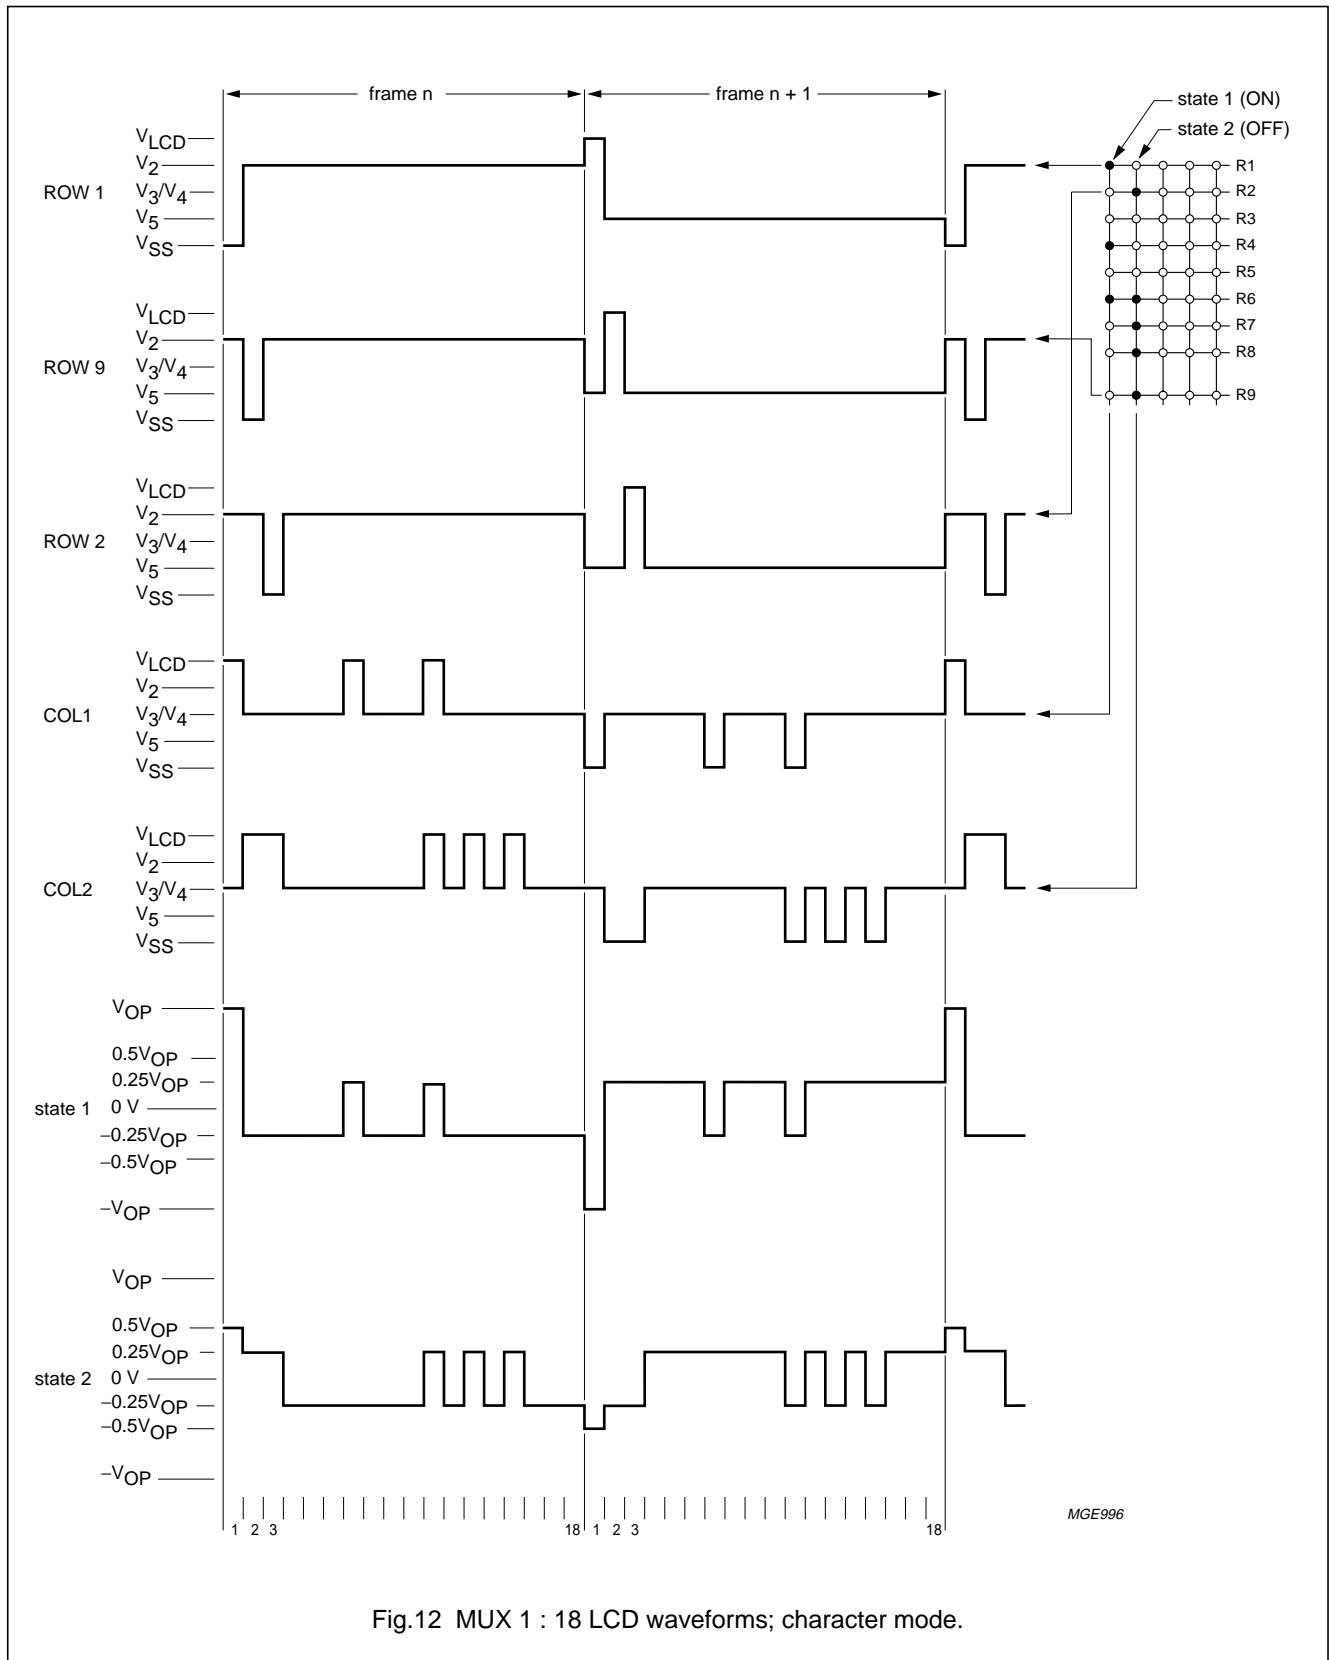 frame n
frame n + 1
state 1 (ON)
state 2 (OFF)
ROW 1
VLCD
V2
V3/V4
V5
VSS
R1
R2
R3
R4
R5
R6
R7
R8
R9
ROW 9
VLCD
V2
V3/V4
V5
VSS
ROW 2
VLCD
V2
V3/V4
V5
VSS
COL1
VLCD
V2
V3/V4
V5
VSS
COL2
VLCD
V2
V3/V4
V5
VSS
state 1
VOP
0.5VOP
0.25VOP
0 V
−0.25VOP
−0.5VOP
−VOP
state 2
VOP
0.5VOP
0.25VOP
0 V
−0.25VOP
−0.5VOP
−VOP
1 2 3 18 1 2 3 18
MGE996
Fig.12 MUX 1 : 18 LCD waveforms; character mode.